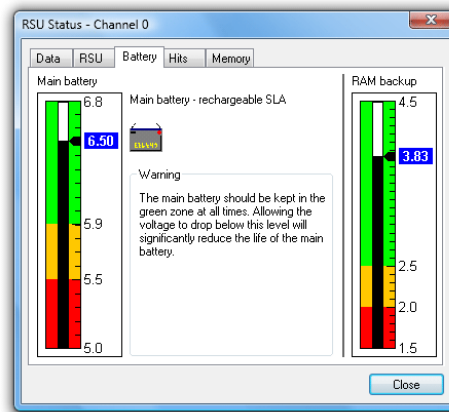 RSU Status - Channel 0
Data RSU Battery Hits Memory
Main battery
6.8
6.50
5.9
5.5
5.0
Main battery - rechargeable SLA
Warning
The main battery should be kept in the
green zone at all times. Allowing the
voltage to drop below this level will
significantly reduce the life of the main
battery.
RAM backup
4.5
3.83
2.5
2.0
1.5
Close